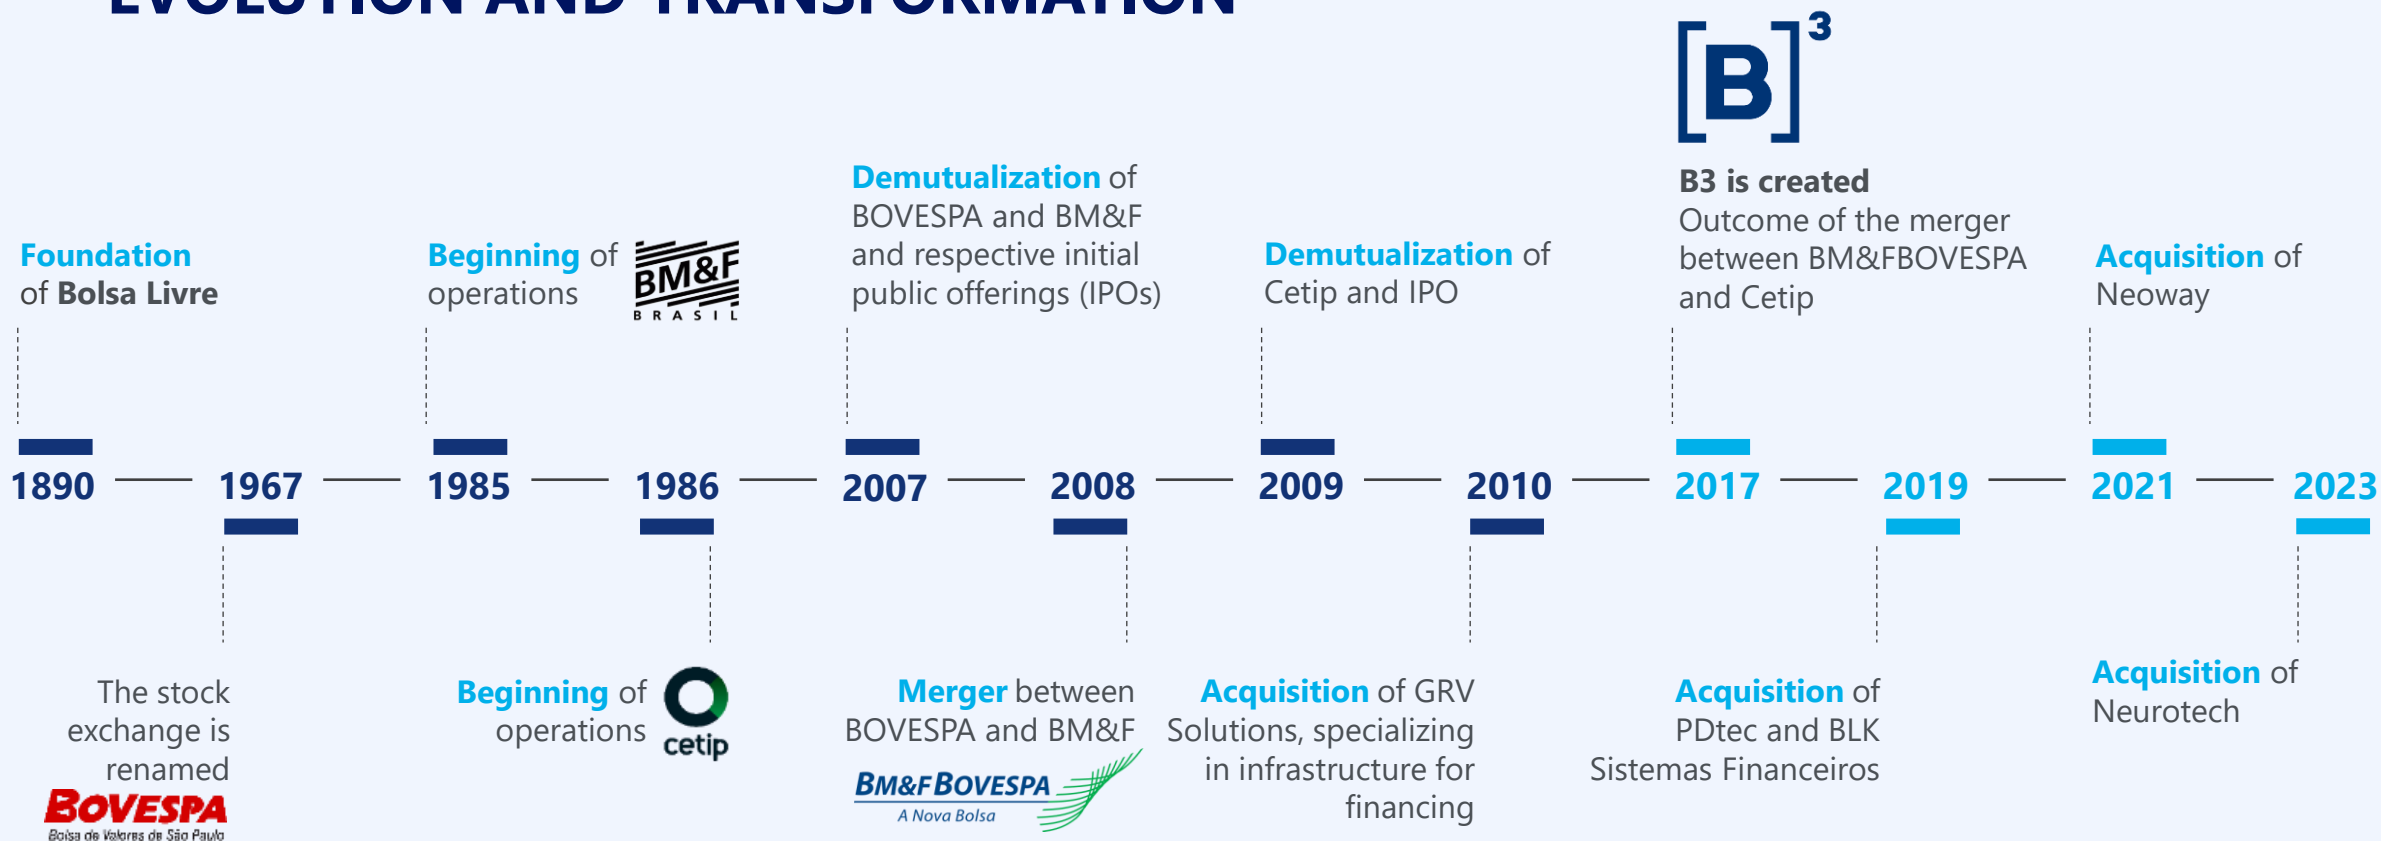 EVOLUTION AND TRANSFORMATION
[B]³
Foundation
of Bolsa Livre
Beginning of
operations
BM&F
BRASIL
Demutualization of
BOVESPA and BM&F
and respective initial
public offerings (IPOs)
Demutualization of
Cetip and IPO
B3 is created
Outcome of the merger
between BM&FBOVESPA
and Cetip
Acquisition of
Neoway
1890 1967 1985 1986 2007 2008 2009 2010 2017 2019 2021 2023
The stock
exchange is
renamed
BOVESPA
Bolsa de Valores de São Paulo
Beginning of
operations
cetip
Merger between
BOVESPA and BM&F
BM&FBOVESPA
A Nova Bolsa
Acquisition of GRV
Solutions, specializing
in infrastructure for
financing
Acquisition of
PDtec and BLK
Sistemas Financeiros
Acquisition of
Neurotech